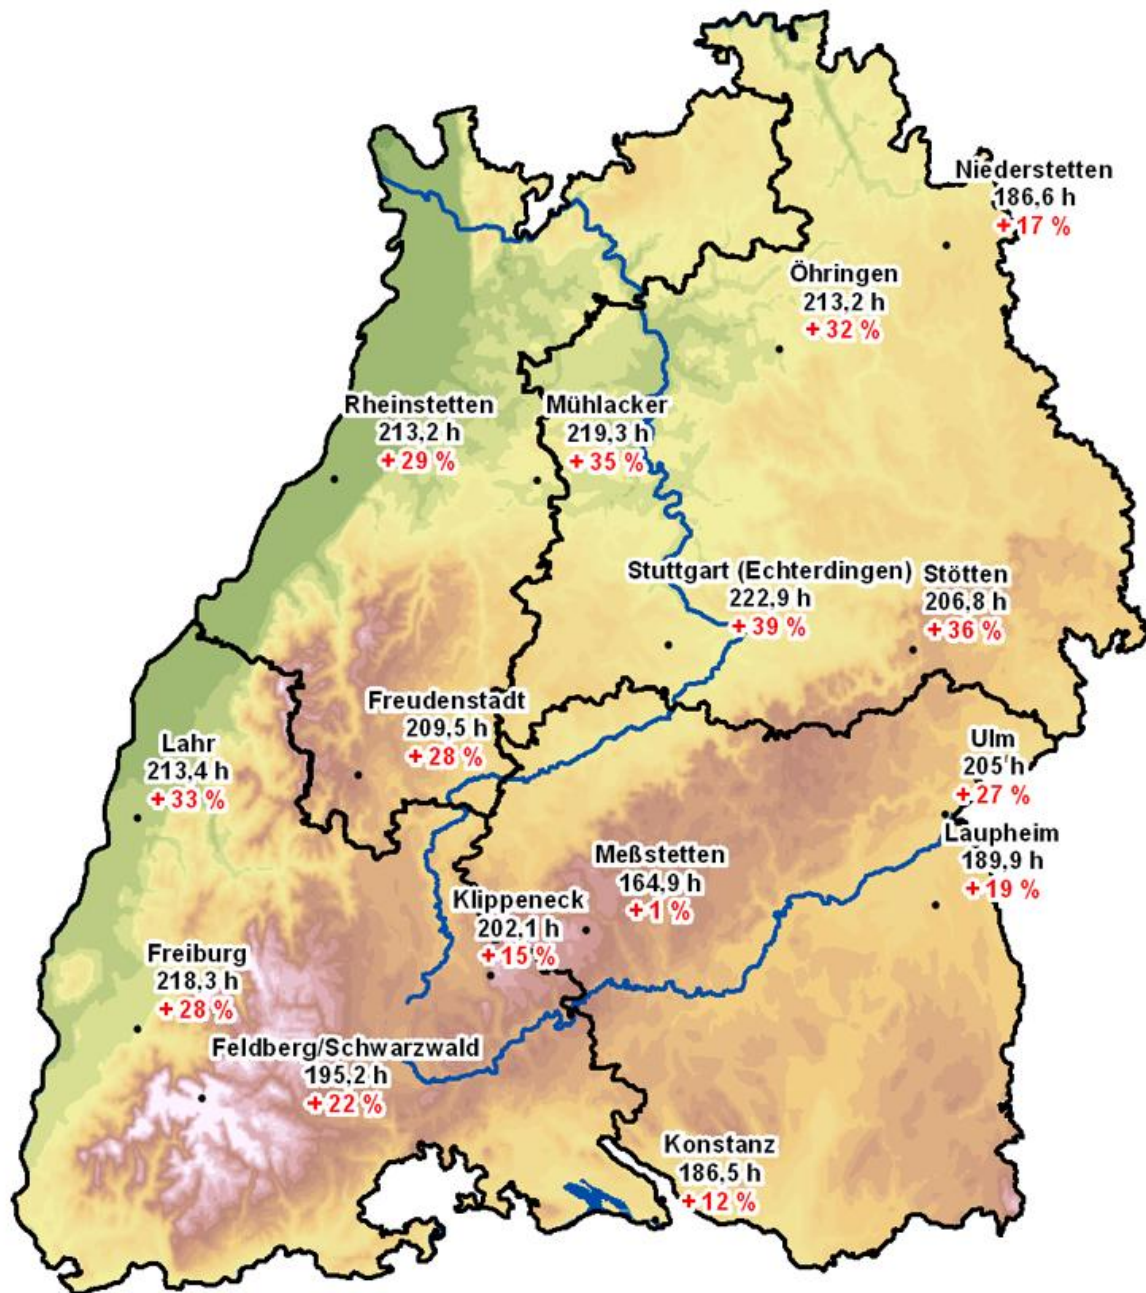 Niederstetten
186,6 h
+ 17 %
Öhringen
213,2 h
+ 32 %
Rheinstetten
213,2 h
+ 29 %
Mühlacker
219,3 h
+ 35 %
Stuttgart (Echterdingen)
222,9 h
+ 39 %
Stötten
206,8 h
+ 36 %
Freudenstadt
209,5 h
+ 28 %
Lahr
213,4 h
+ 33 %
Ulm
205 h
+ 27 %
Laupheim
189,9 h
+ 19 %
Meßstetten
164,9 h
+ 1 %
Klippeneck
202,1 h
+ 15 %
Freiburg
218,3 h
+ 28 %
Feldberg/Schwarzwald
195,2 h
+ 22 %
Konstanz
186,5 h
+ 12 %